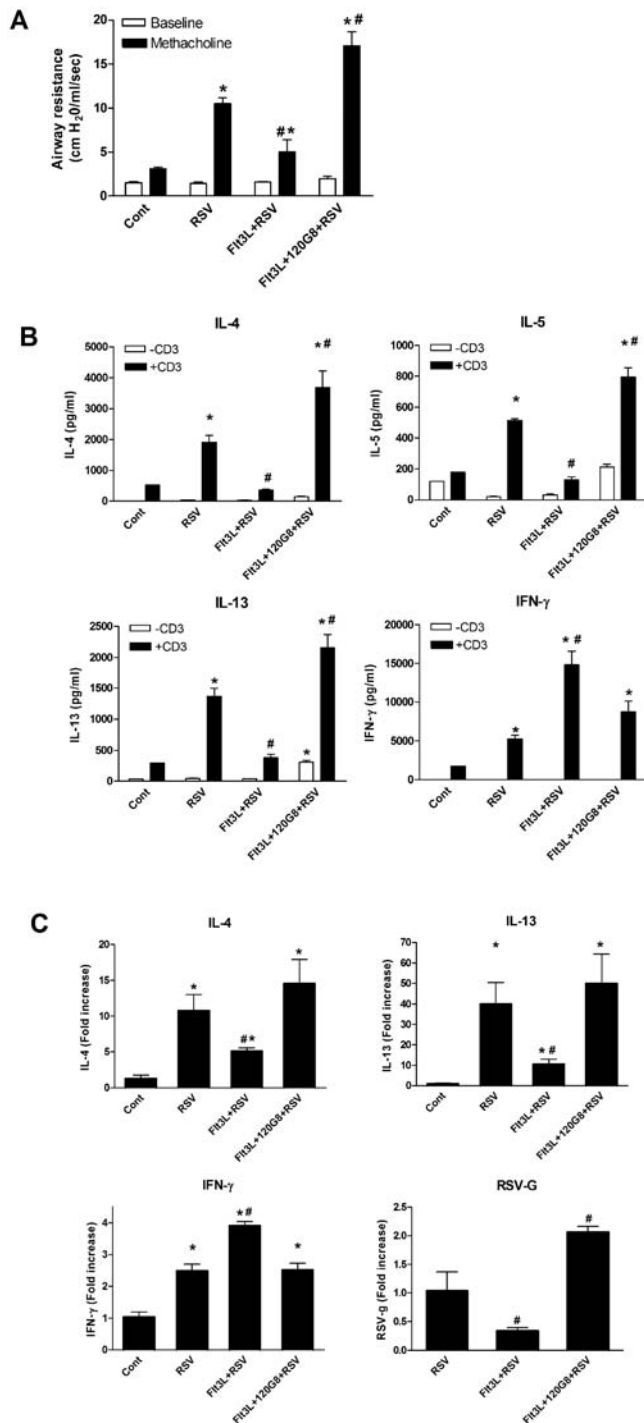 A
Baseline
Methacholine
Airway resistance
(cm H₂0/ml/sec)
20
15
10
5
0
*
#*
*#
Cont
RSV
Flt3L+RSV
Flt3L+120G8+RSV
B
IL-4
-CD3
+CD3
IL-4 (pg/ml)
5000
4000
3000
2000
1000
0
*
#
*#
Cont
RSV
Flt3L+RSV
Flt3L+120G8+RSV
IL-5
-CD3
+CD3
IL-5 (pg/ml)
1000
800
600
400
200
0
*
#
*#
Cont
RSV
Flt3L+RSV
Flt3L+120G8+RSV
IL-13
-CD3
+CD3
IL-13 (pg/ml)
2500
2000
1500
1000
500
0
*
#
*
*#
Cont
RSV
Flt3L+RSV
Flt3L+120G8+RSV
IFN-γ
-CD3
+CD3
IFN-γ (pg/ml)
20000
15000
10000
5000
0
*
*#
*
Cont
RSV
Flt3L+RSV
Flt3L+120G8+RSV
C
IL-4
IL-4 (Fold increase)
20
15
10
5
0
*
#*
*
Cont
RSV
Flt3L+RSV
Flt3L+120G8+RSV
IL-13
IL-13 (Fold increase)
70
60
50
40
30
20
10
0
*
*#
*
Cont
RSV
Flt3L+RSV
Flt3L+120G8+RSV
IFN-γ
IFN-γ (Fold increase)
4
3
2
1
0
*
*#
*
Cont
RSV
Flt3L+RSV
Flt3L+120G8+RSV
RSV-G
RSV-g (Fold increase)
2.5
2.0
1.5
1.0
0.5
0.0
#
#
RSV
Flt3L+RSV
Flt3L+120G8+RSV